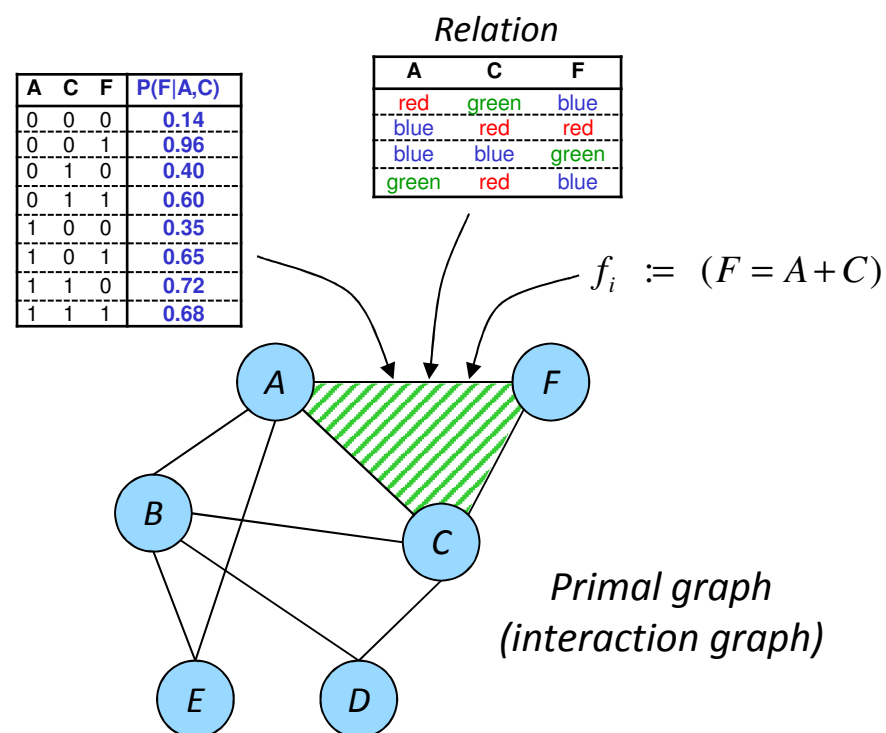 Relation
A C F P(F|A,C)
0 0 0 0.14
0 0 1 0.96
0 1 0 0.40
0 1 1 0.60
1 0 0 0.35
1 0 1 0.65
1 1 0 0.72
1 1 1 0.68
A C F
red green blue
blue red red
blue blue green
green red blue
f_i := (F = A + C)
A
F
B
C
Primal graph
(interaction graph)
E
D